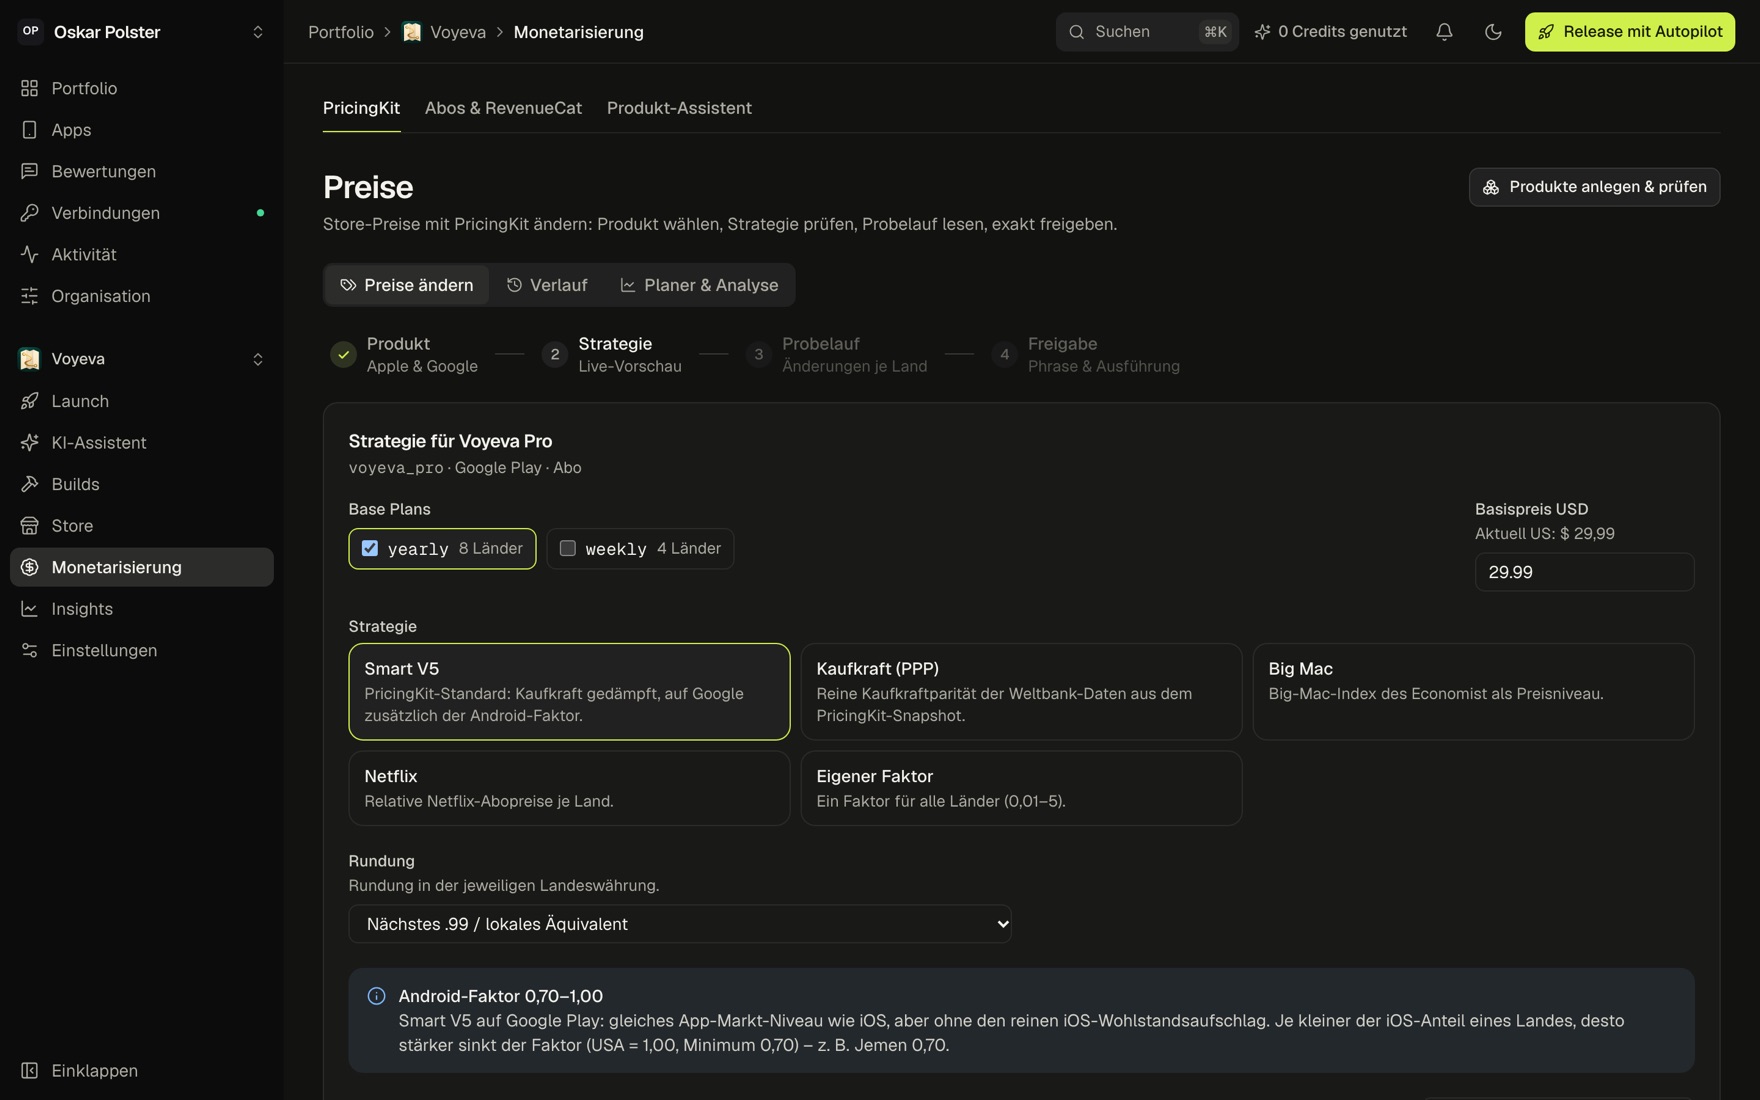 OP Oskar Polster
Portfolio
Apps
Bewertungen
Verbindungen
Aktivität
Organisation
Voyeva
Launch
KI-Assistent
Builds
Store
Monetarisierung
Insights
Einstellungen
Einklappen
Portfolio > Voyeva > Monetarisierung
Suchen ⌘K
0 Credits genutzt
Release mit Autopilot
PricingKit Abos & RevenueCat Produkt-Assistent
Preise
Store-Preise mit PricingKit ändern: Produkt wählen, Strategie prüfen, Probelauf lesen, exakt freigeben.
Produkte anlegen & prüfen
Preise ändern Verlauf Planer & Analyse
Produkt
Apple & Google
2 Strategie
Live-Vorschau
3 Probelauf
Änderungen je Land
4 Freigabe
Phrase & Ausführung
Strategie für Voyeva Pro
voyeva_pro · Google Play · Abo
Base Plans
yearly 8 Länder
weekly 4 Länder
Basispreis USD
Aktuell US: $ 29,99
29.99
Strategie
Smart V5
PricingKit-Standard: Kaufkraft gedämpft, auf Google
zusätzlich der Android-Faktor.
Kaufkraft (PPP)
Reine Kaufkraftparität der Weltbank-Daten aus dem
PricingKit-Snapshot.
Big Mac
Big-Mac-Index des Economist als Preisniveau.
Netflix
Relative Netflix-Abopreise je Land.
Eigener Faktor
Ein Faktor für alle Länder (0,01–5).
Rundung
Rundung in der jeweiligen Landeswährung.
Nächstes .99 / lokales Äquivalent
Android-Faktor 0,70–1,00
Smart V5 auf Google Play: gleiches App-Markt-Niveau wie iOS, aber ohne den reinen iOS-Wohlstandsaufschlag. Je kleiner der iOS-Anteil eines Landes, desto
stärker sinkt der Faktor (USA = 1,00, Minimum 0,70) – z. B. Jemen 0,70.